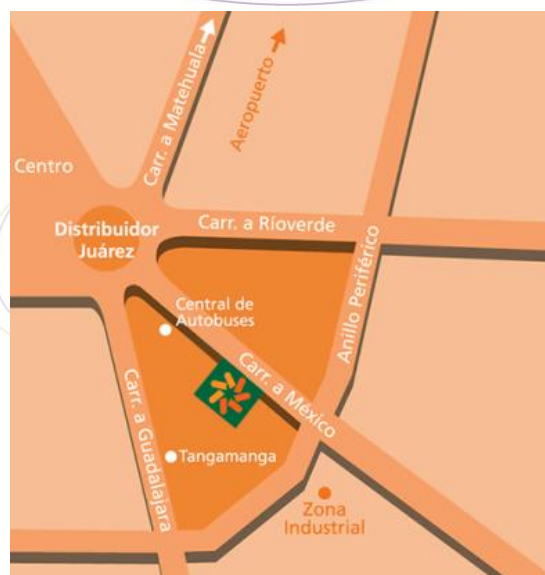 Carr. a Matehuala
Aeropuerto
Centro
Distribuidor
Juárez
Carr. a Ríoverde
Anillo Periférico
Central de
Autobuses
Carr. a México
Carr. a Guadalajara
Tangamanga
Zona
Industrial